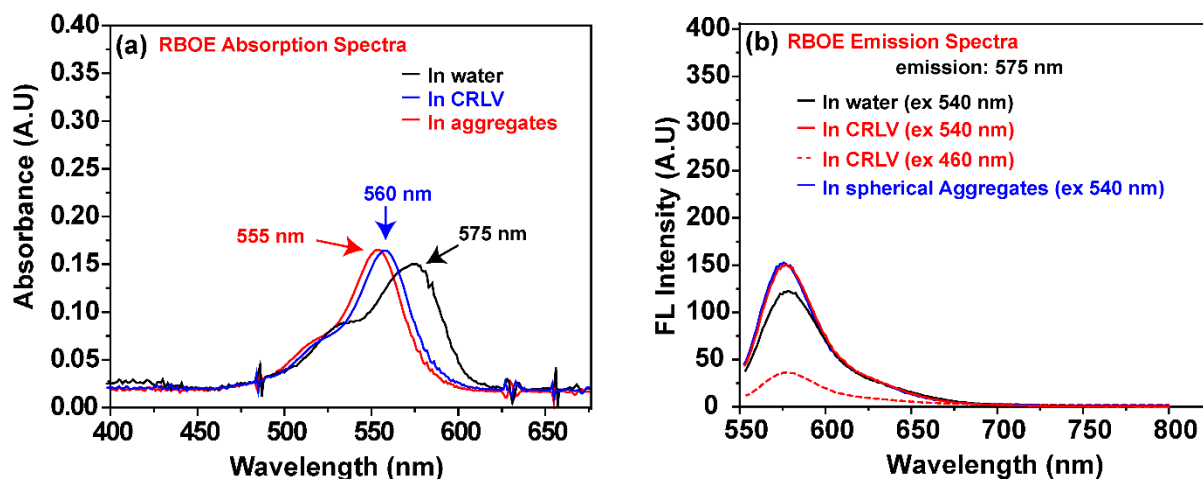 (a) RBOE Absorption Spectra
In water
In CRLV
In aggregates
560 nm
555 nm
575 nm
Absorbance (A.U)
0.40
0.35
0.30
0.25
0.20
0.15
0.10
0.05
0.00
400 450 500 550 600 650
Wavelength (nm)
(b) RBOE Emission Spectra
emission: 575 nm
In water (ex 540 nm)
In CRLV (ex 540 nm)
In CRLV (ex 460 nm)
In spherical Aggregates (ex 540 nm)
FL Intensity (A.U)
400
350
300
250
200
150
100
50
0
550 600 650 700 750 800
Wavelength (nm)